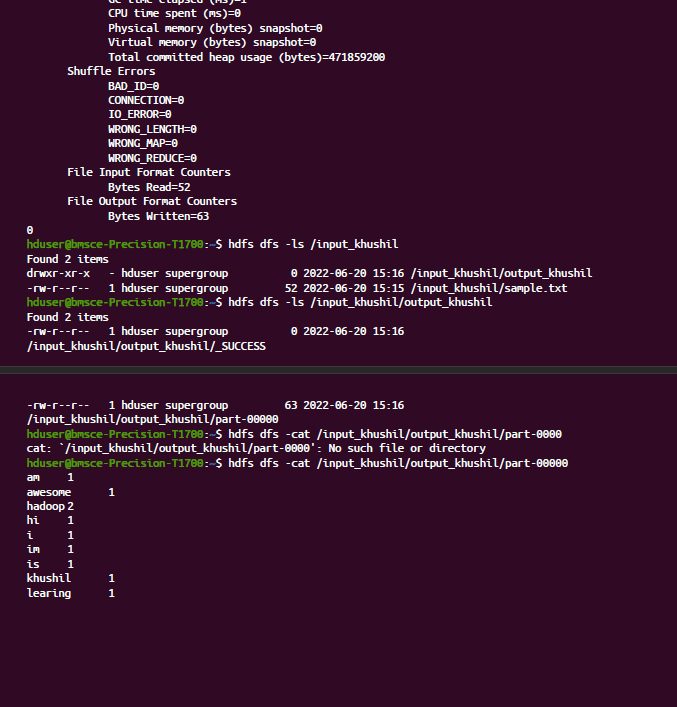 GC time elapsed (ms)=1
CPU time spent (ms)=0
Physical memory (bytes) snapshot=0
Virtual memory (bytes) snapshot=0
Total committed heap usage (bytes)=471859200
Shuffle Errors
BAD_ID=0
CONNECTION=0
IO_ERROR=0
WRONG_LENGTH=0
WRONG_MAP=0
WRONG_REDUCE=0
File Input Format Counters
Bytes Read=52
File Output Format Counters
Bytes Written=63
0
hduser@bmsce-Precision-T1700:~$ hdfs dfs -ls /input_khushil
Found 2 items
drwxr-xr-x   - hduser supergroup          0 2022-06-20 15:16 /input_khushil/output_khushil
-rw-r--r--   1 hduser supergroup         52 2022-06-20 15:15 /input_khushil/sample.txt
hduser@bmsce-Precision-T1700:~$ hdfs dfs -ls /input_khushil/output_khushil
Found 2 items
-rw-r--r--   1 hduser supergroup          0 2022-06-20 15:16
/input_khushil/output_khushil/_SUCCESS
-rw-r--r--   1 hduser supergroup         63 2022-06-20 15:16
/input_khushil/output_khushil/part-00000
hduser@bmsce-Precision-T1700:~$ hdfs dfs -cat /input_khushil/output_khushil/part-0000
cat: `/input_khushil/output_khushil/part-0000': No such file or directory
hduser@bmsce-Precision-T1700:~$ hdfs dfs -cat /input_khushil/output_khushil/part-00000
am 1
awesome 1
hadoop 2
hi 1
i 1
im 1
is 1
khushil 1
learing 1